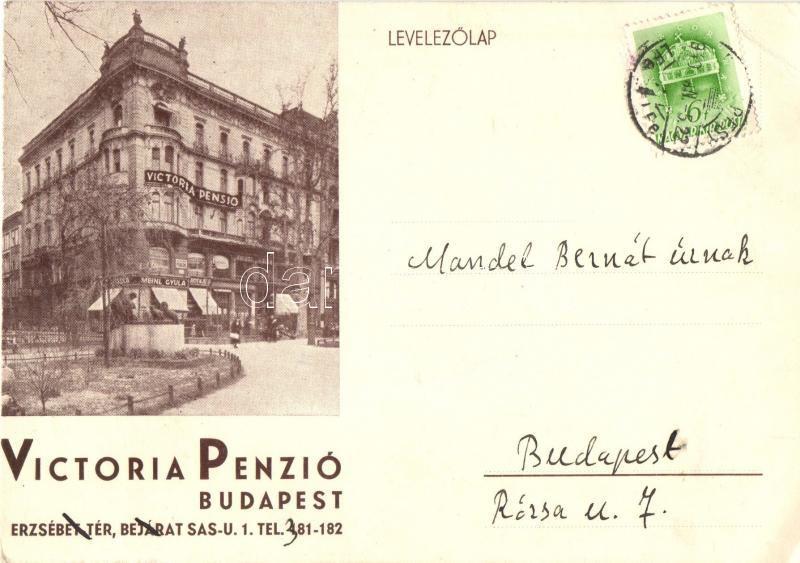 LEVELEZŐLAP
VICTORIA PENSIO
MEINL GYULA
Mandel Bernát úrnak
Budapest
Rózsa u. 7.
VICTORIA PENZIÓ
BUDAPEST
ERZSÉBET TÉR, BEJÁRAT SAS-U. 1. TEL. 381-182